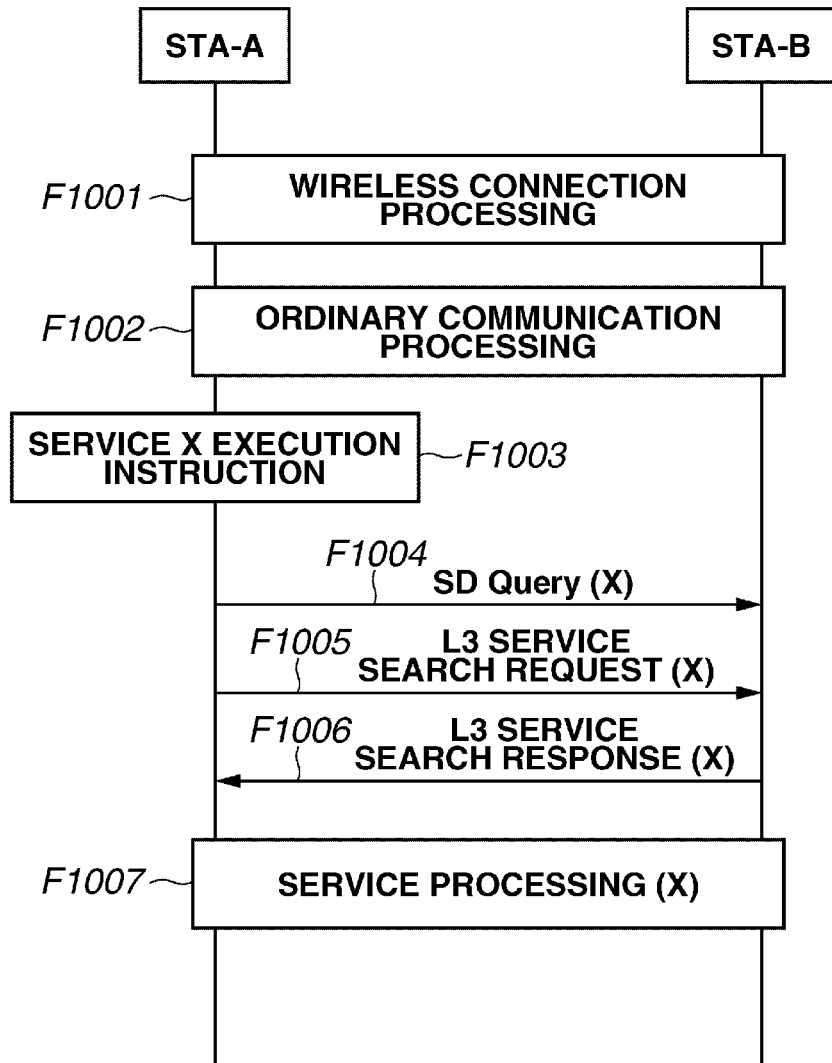 STA-A
STA-B
F1001
WIRELESS CONNECTION
PROCESSING
F1002
ORDINARY COMMUNICATION
PROCESSING
SERVICE X EXECUTION
INSTRUCTION
F1003
F1004
SD Query (X)
F1005
L3 SERVICE
SEARCH REQUEST (X)
F1006
L3 SERVICE
SEARCH RESPONSE (X)
F1007
SERVICE PROCESSING (X)